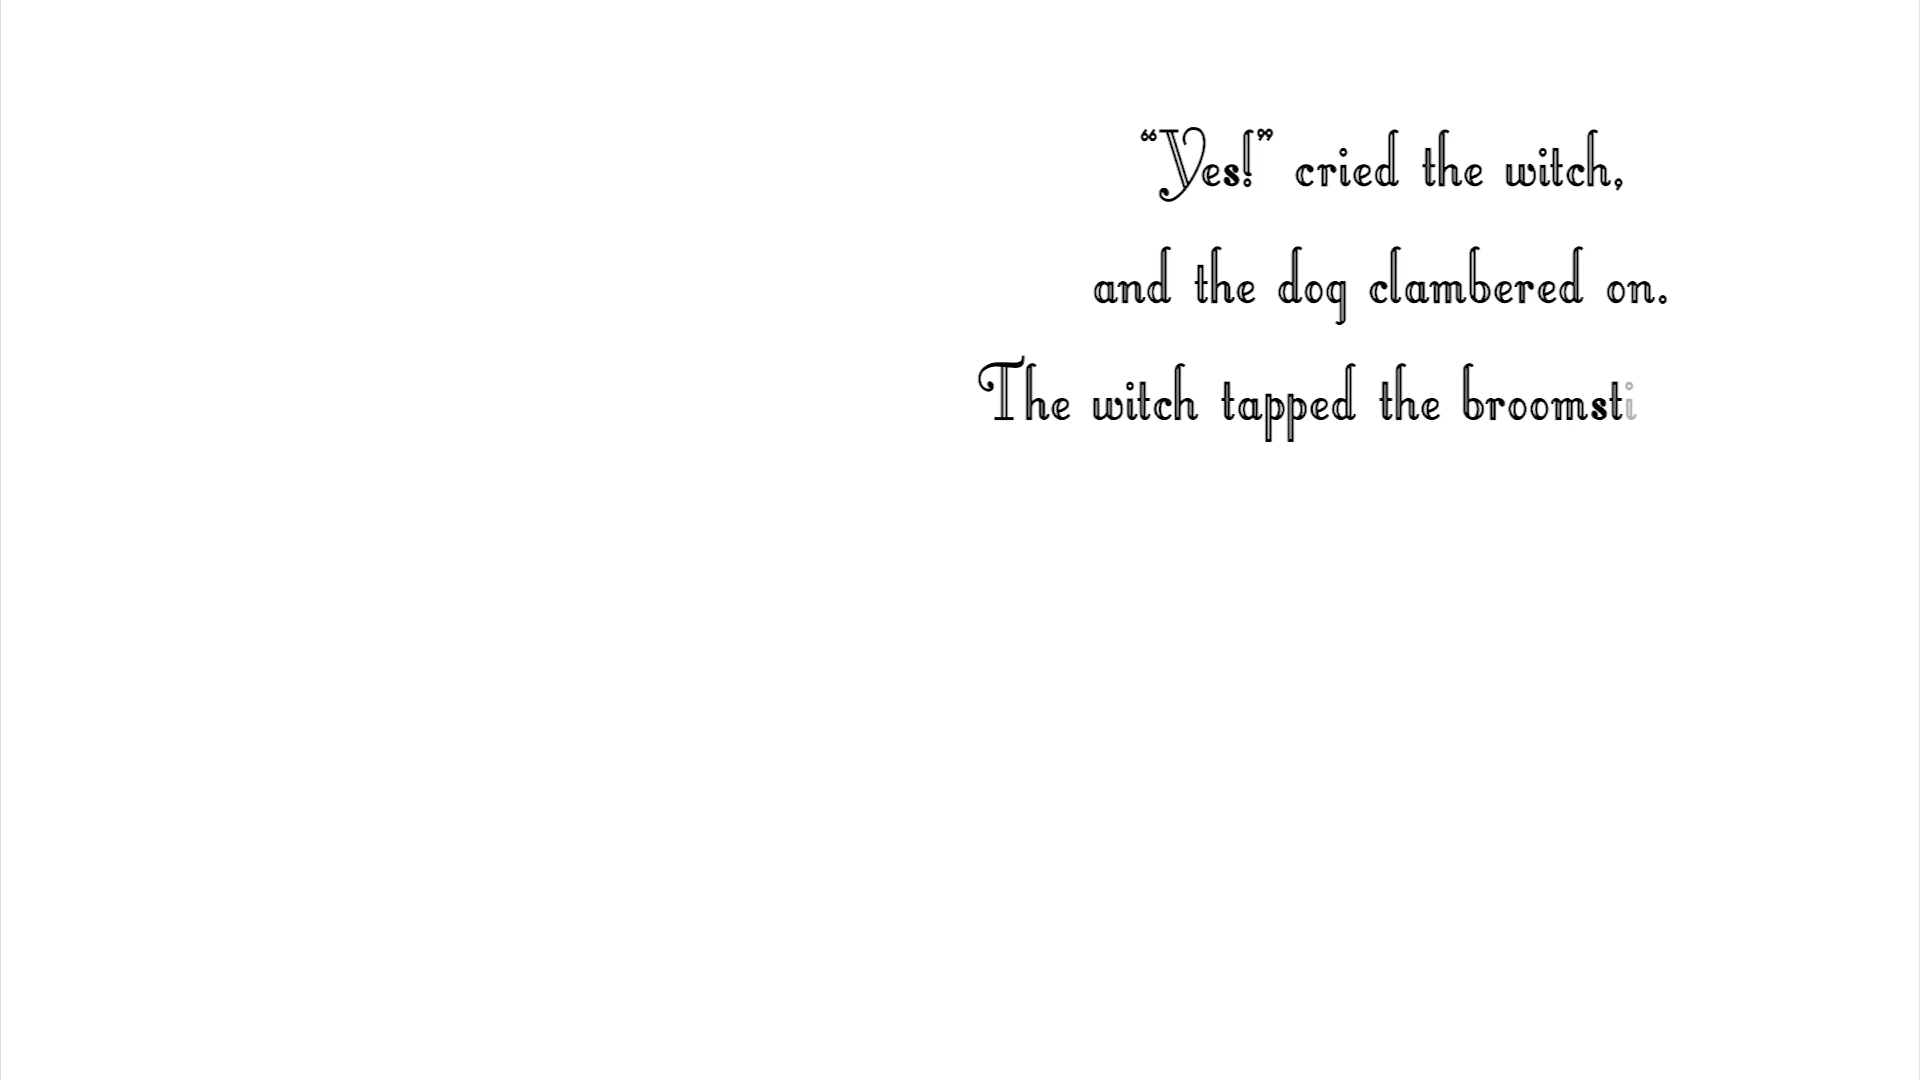 “Yes!” cried the witch,
and the dog clambered on.
The witch tapped the broomsti